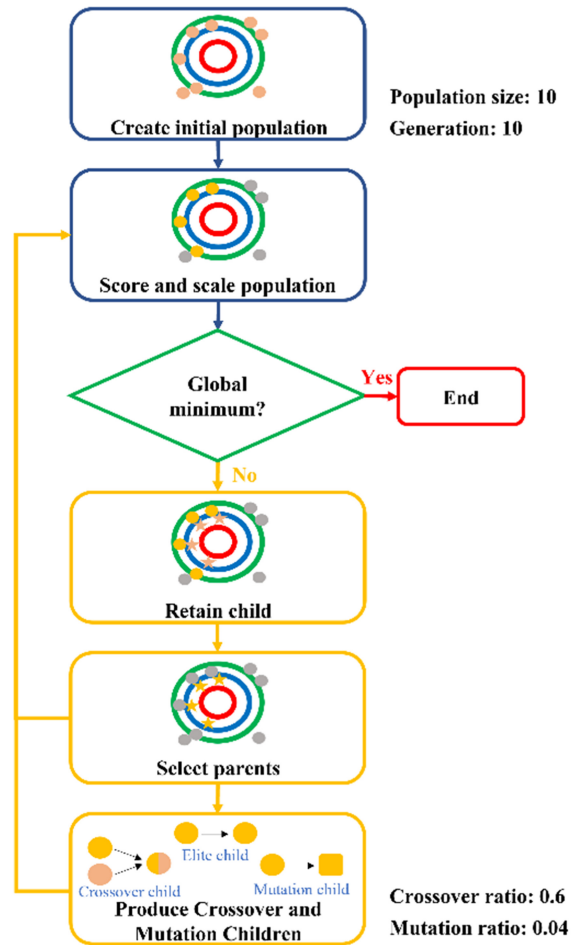 Create initial population
Population size: 10
Generation: 10
Score and scale population
Global
minimum?
Yes
End
No
Retain child
Select parents
Elite child
Crossover child
Mutation child
Produce Crossover and
Mutation Children
Crossover ratio: 0.6
Mutation ratio: 0.04